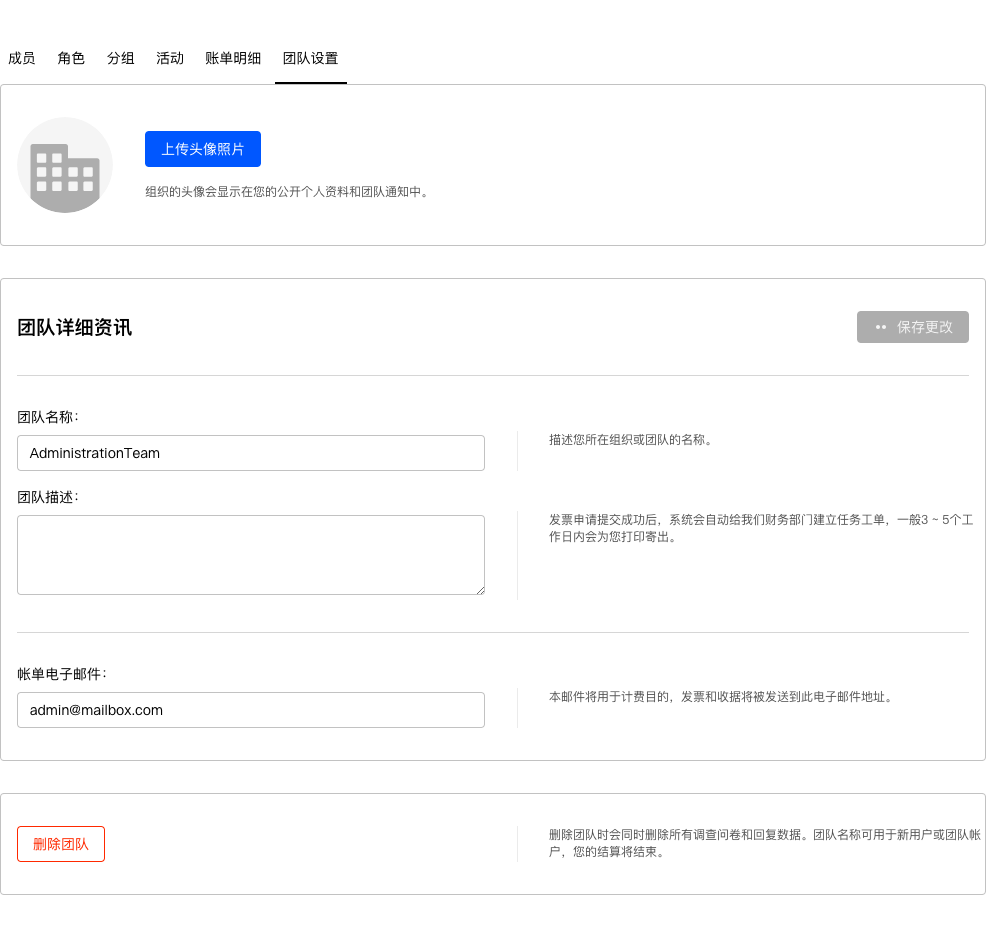 成员 角色 分组 活动 账单明细 团队设置
上传头像照片
组织的头像会显示在您的公开个人资料和团队通知中。
团队详细资讯
保存更改
团队名称：
AdministrationTeam
描述您所在组织或团队的名称。
团队描述：
发票申请提交成功后，系统会自动给我们财务部门建立任务工单，一般3 ~ 5个工
作日内会为您打印寄出。
帐单电子邮件：
admin@mailbox.com
本邮件将用于计费目的，发票和收据将被发送到此电子邮件地址。
删除团队
删除团队时会同时删除所有调查问卷和回复数据。团队名称可用于新用户或团队帐
户，您的结算将结束。